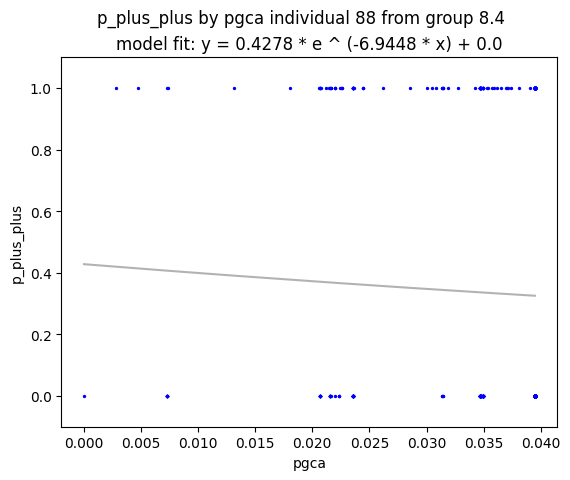 p_plus_plus by pgca individual 88 from group 8.4
model fit: y = 0.4278 * e ^ (-6.9448 * x) + 0.0
p_plus_plus
1.0
0.8
0.6
0.4
0.2
0.0
0.000 0.005 0.010 0.015 0.020 0.025 0.030 0.035 0.040
pgca